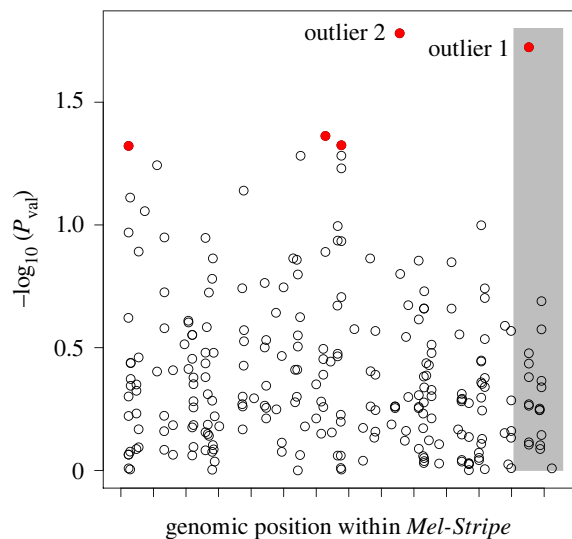 outlier 2
outlier 1
1.5
1.0
0.5
0
−log10 (Pval)
genomic position within Mel-Stripe